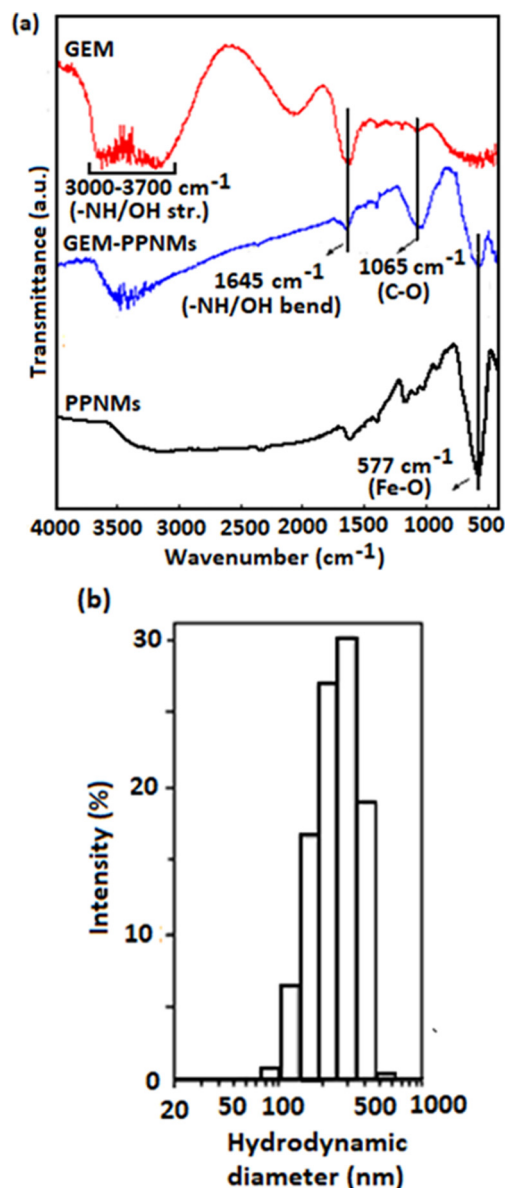 (a)
GEM
3000-3700 cm⁻¹
(-NH/OH str.)
GEM-PPNMs
1645 cm⁻¹
(-NH/OH bend)
1065 cm⁻¹
(C-O)
PPNMs
577 cm⁻¹
(Fe-O)
Transmittance (a.u.)
4000 3500 3000 2500 2000 1500 1000 500
Wavenumber (cm⁻¹)
(b)
30
20
10
0
Intensity (%)
20 50 100 500 1000
Hydrodynamic
diameter (nm)